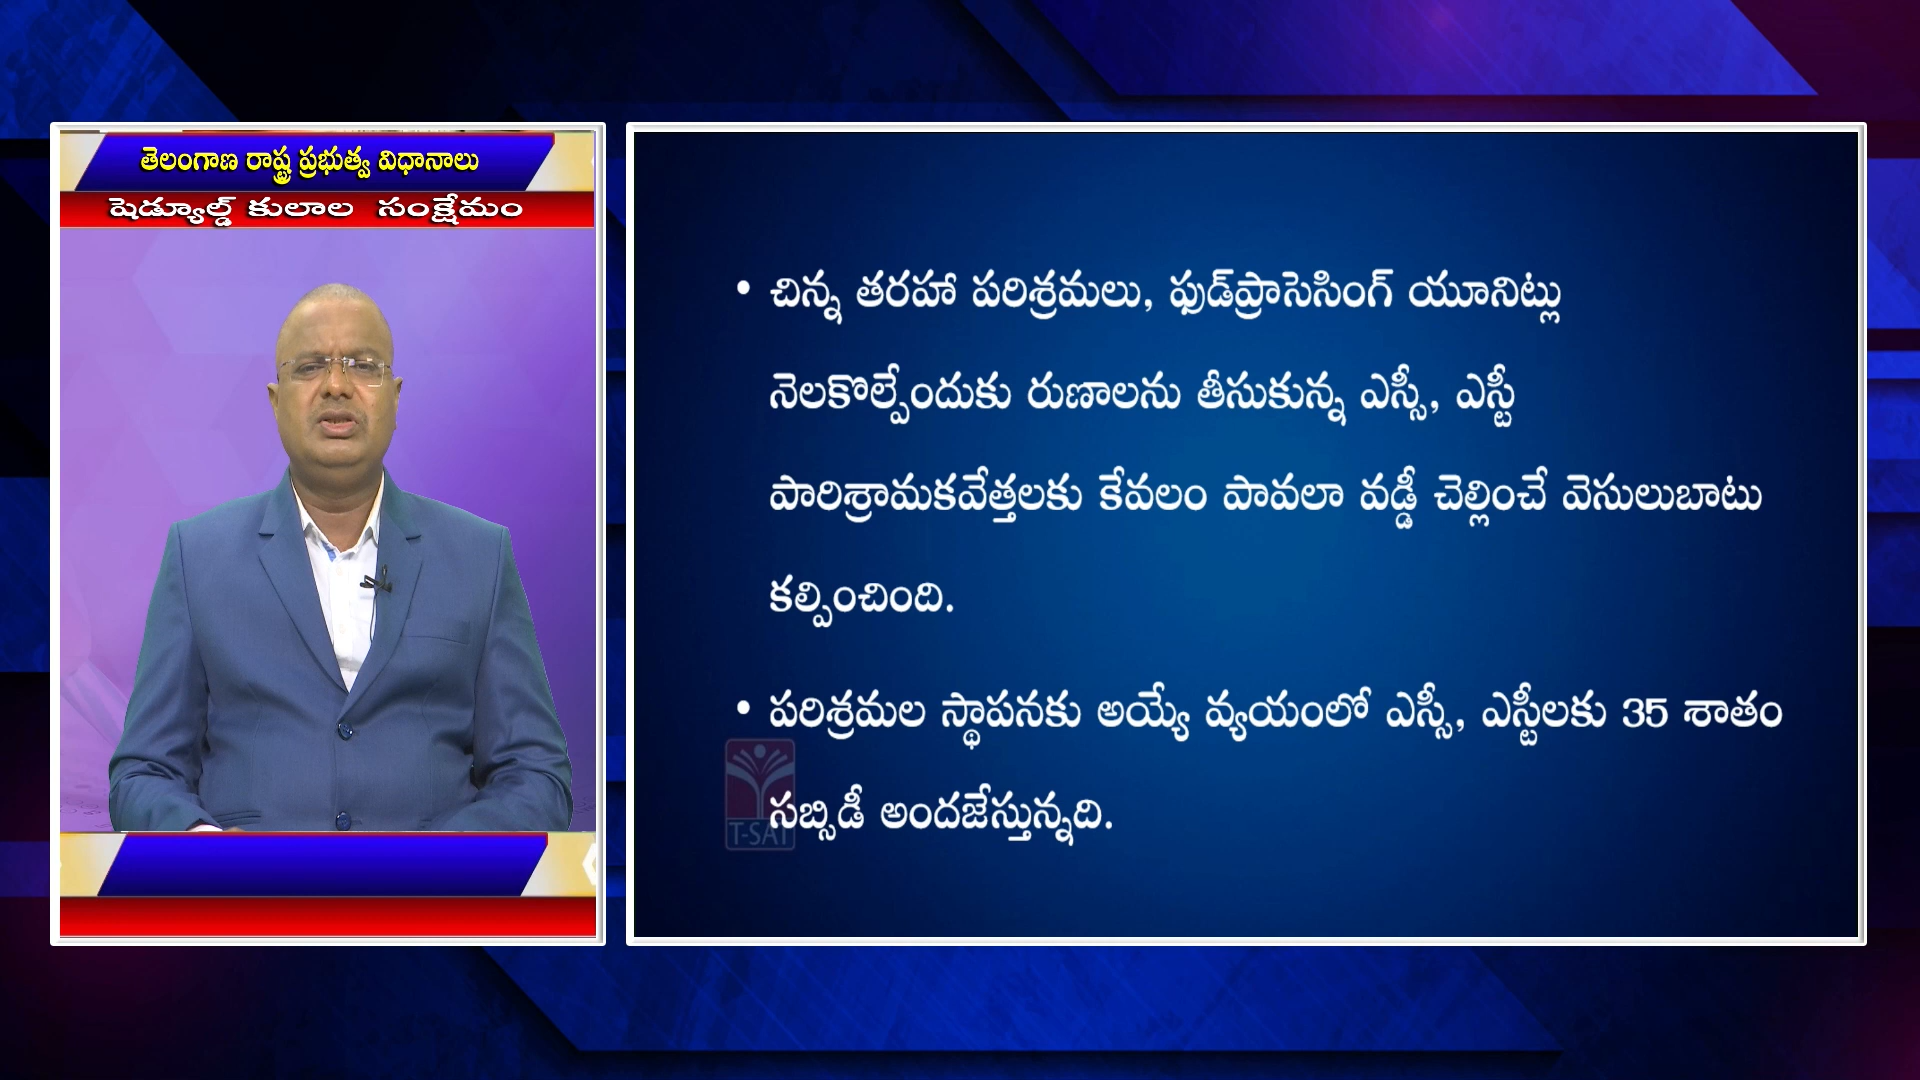 తెలంగాణ రాష్ట్ర ప్రభుత్వ విధానాలు
షెడ్యూల్డ్ కులాల సంక్షేమం
• చిన్న తరహా పరిశ్రమలు, ఫుడ్‌ప్రాసెసింగ్ యూనిట్లు
నెలకొల్పేందుకు రుణాలను తీసుకున్న ఎస్సీ, ఎస్టీ
పారిశ్రామకవేత్తలకు కేవలం పావలా వడ్డీ చెల్లించే వెసులుబాటు
కల్పించింది.
• పరిశ్రమల స్థాపనకు అయ్యే వ్యయంలో ఎస్సీ, ఎస్టీలకు 35 శాతం
సబ్సిడీ అందజేస్తున్నది.
T-SAT